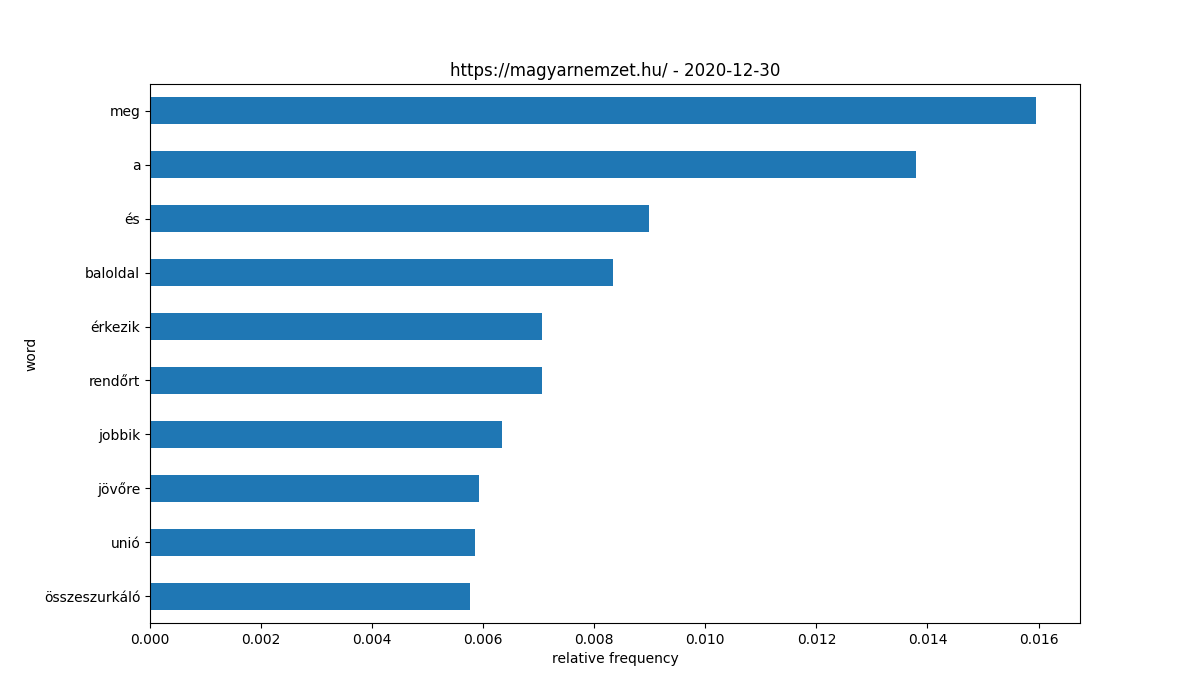 https://magyarnemzet.hu/ - 2020-12-30
meg
a
és
baloldal
érkezik
rendőrt
jobbik
jövőre
unió
összeszurkáló
word
0.000 0.002 0.004 0.006 0.008 0.010 0.012 0.014 0.016
relative frequency